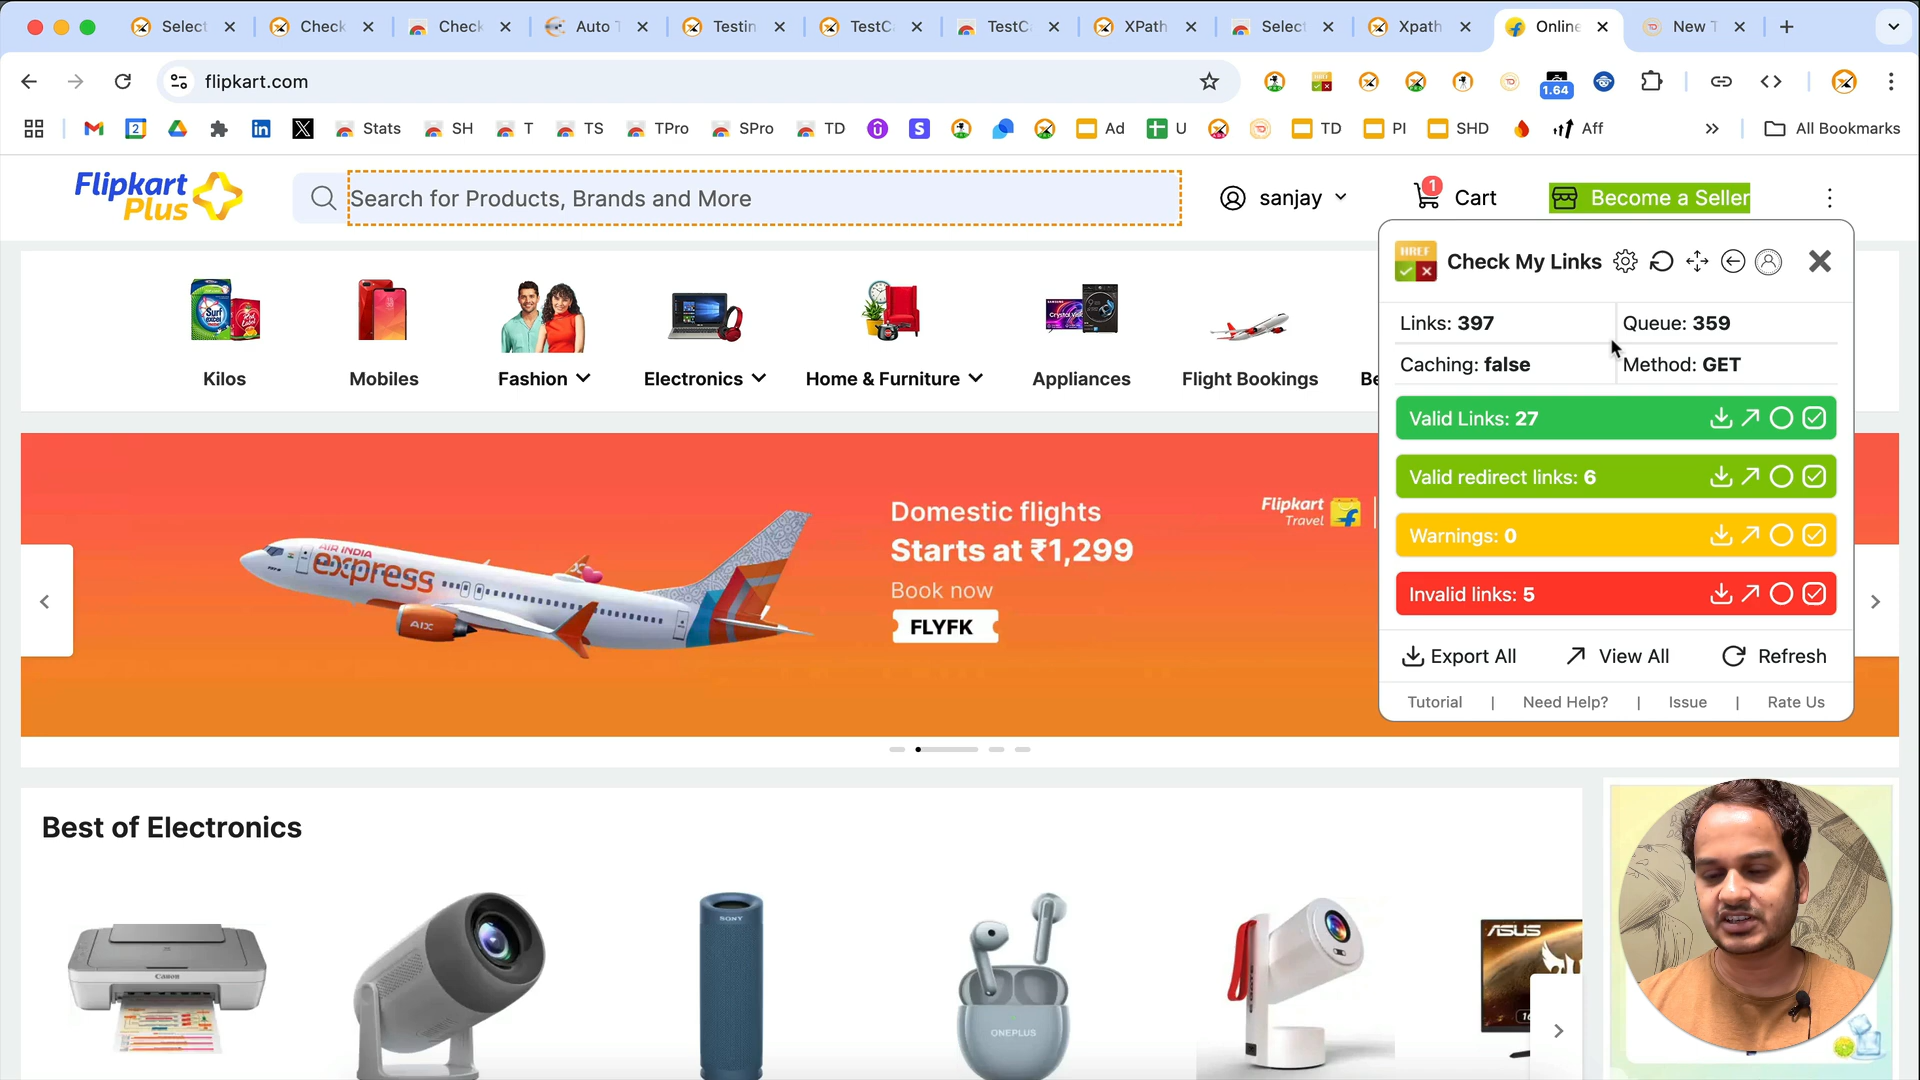 Select
Check
Check
Auto T
Testin
TestC
TestC
XPath
Select
Xpath
Online
New T
flipkart.com
1.64
Stats
SH
T
TS
TPro
SPro
TD
Ad
U
TD
PI
SHD
Aff
All Bookmarks
Flipkart
Plus
Search for Products, Brands and More
sanjay
1
Cart
Become a Seller
HREF
Check My Links
Links: 397
Queue: 359
Caching: false
Method: GET
Valid Links: 27
Valid redirect links: 6
Warnings: 0
Invalid links: 5
Export All
View All
Refresh
Tutorial | Need Help? | Issue | Rate Us
Kilos
Mobiles
Fashion
Electronics
Home & Furniture
Appliances
Flight Bookings
Be
AIR INDIA
express
AIX
Domestic flights
Starts at ₹1,299
Book now
FLYFK
Flipkart
Travel
Best of Electronics
Canon
SONY
ONEPLUS
ASUS